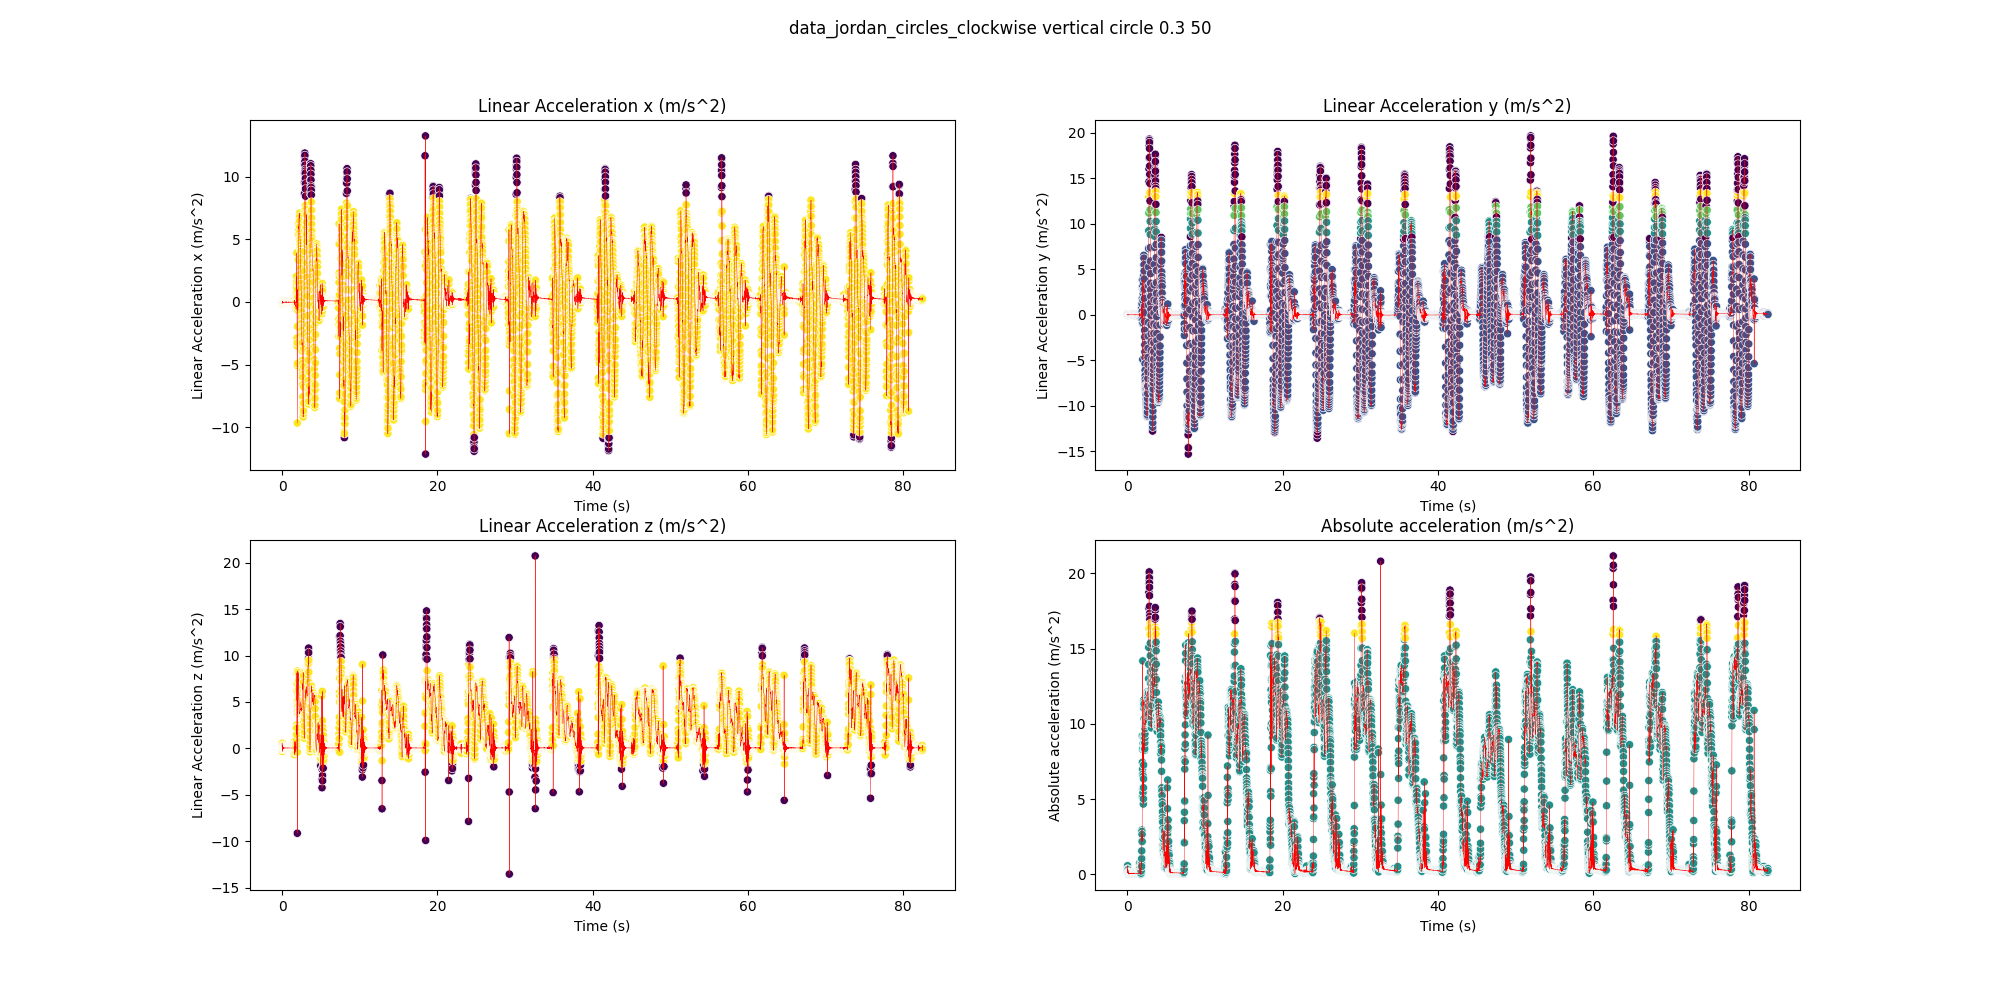 data_jordan_circles_clockwise vertical circle 0.3 50
Linear Acceleration x (m/s^2)
Linear Acceleration x (m/s^2)
10
5
0
−5
−10
0 20 40 60 80
Time (s)
Linear Acceleration y (m/s^2)
Linear Acceleration y (m/s^2)
20
15
10
5
0
−5
−10
−15
0 20 40 60 80
Time (s)
Linear Acceleration z (m/s^2)
Linear Acceleration z (m/s^2)
20
15
10
5
0
−5
−10
−15
0 20 40 60 80
Time (s)
Absolute acceleration (m/s^2)
Absolute acceleration (m/s^2)
20
15
10
5
0
0 20 40 60 80
Time (s)